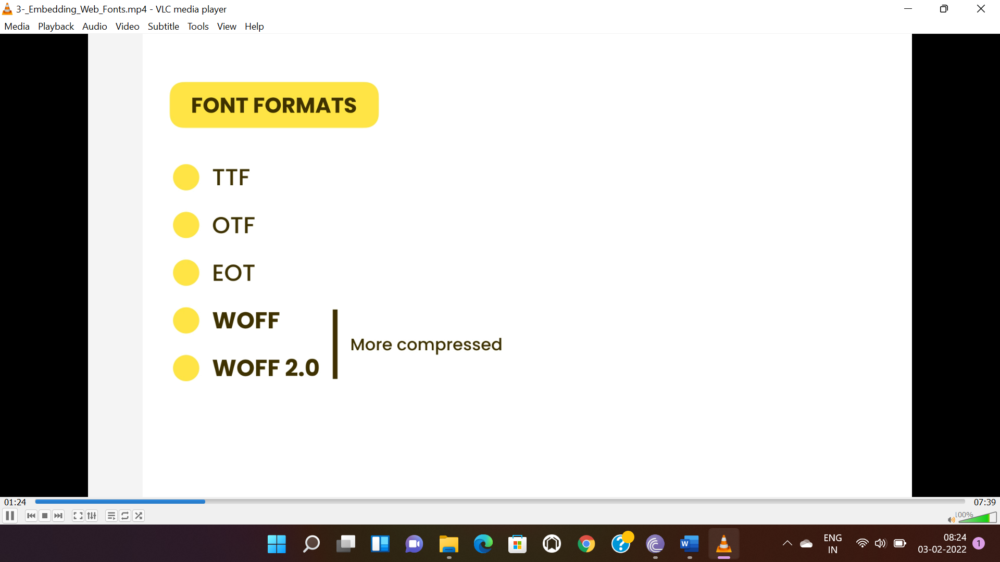 3-_Embedding_Web_Fonts.mp4 - VLC media player
Media Playback Audio Video Subtitle Tools View Help
FONT FORMATS
TTF
OTF
EOT
WOFF
More compressed
WOFF 2.0
01:24
07:39
100%
ENG
IN
08:24
03-02-2022
1